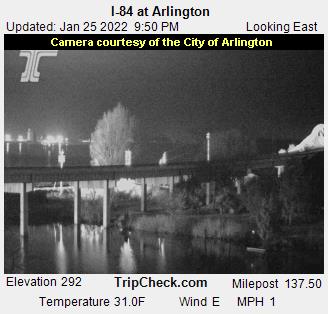 I-84 at Arlington
Updated: Jan 25 2022 9:50 PM Looking East
Camera courtesy of the City of Arlington
Elevation 292 TripCheck.com Milepost 137.50
Temperature 31.0F Wind E MPH 1